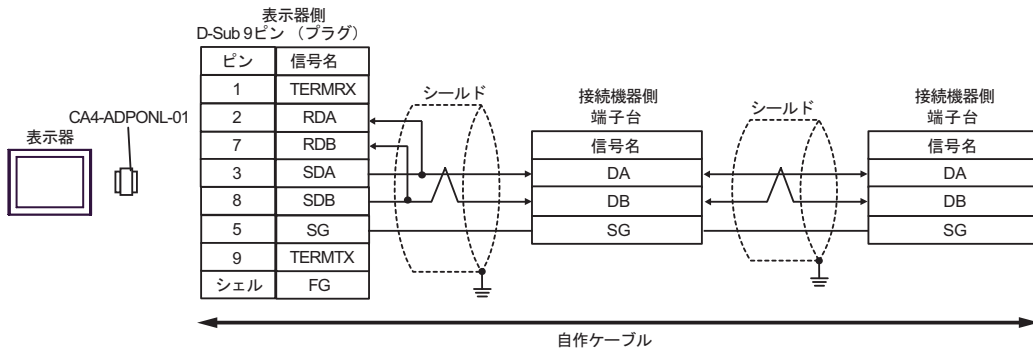 表示器側
D-Sub 9ピン （プラグ）
ピン 信号名
1 TERMRX
2 RDA
7 RDB
3 SDA
8 SDB
5 SG
9 TERMTX
シェル FG
CA4-ADPONL-01
表示器
シールド
接続機器側
端子台
信号名
DA
DB
SG
シールド
接続機器側
端子台
信号名
DA
DB
SG
自作ケーブル